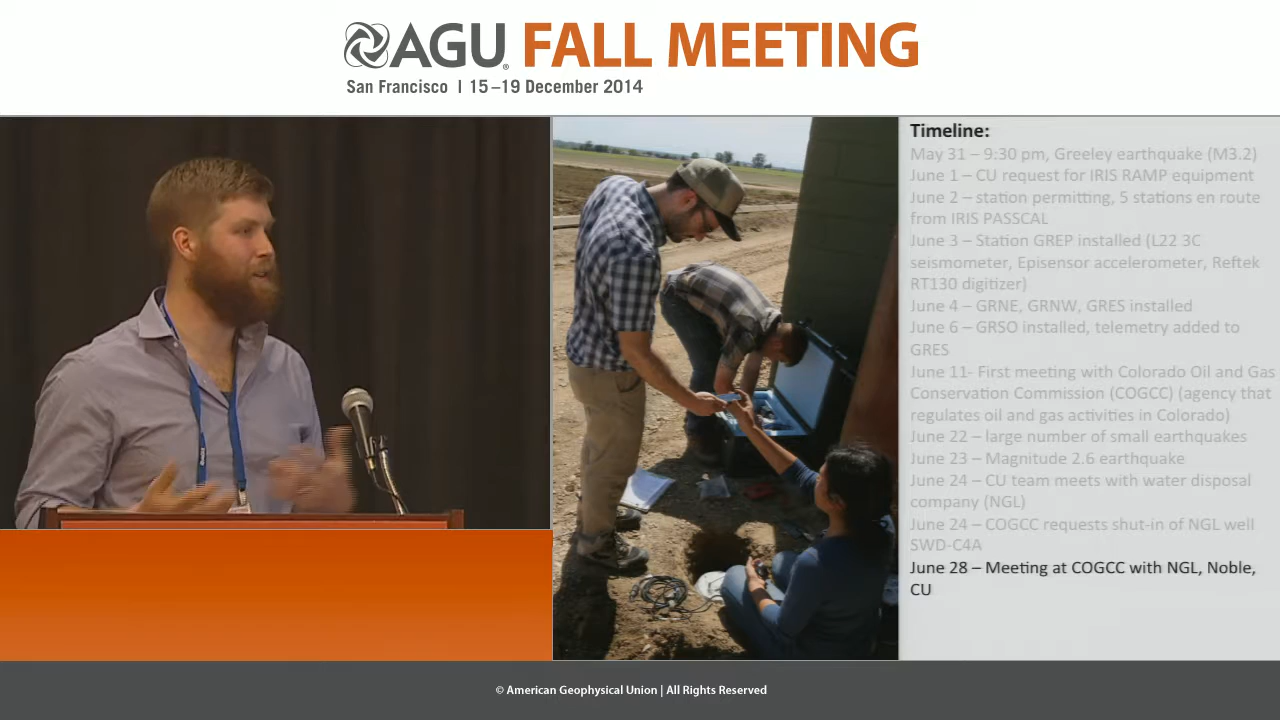 AGU FALL MEETING
San Francisco | 15–19 December 2014
Timeline:
May 31 – 9:30 pm, Greeley earthquake (M3.2)
June 1 – CU request for IRIS RAMP equipment
June 2 – station permitting, 5 stations en route
from IRIS PASSCAL
June 3 – Station GREP installed (L22 3C
seismometer, Episensor accelerometer, Reftek
RT130 digitizer)
June 4 – GRNE, GRNW, GRES installed
June 6 – GRSO installed, telemetry added to
GRES
June 11- First meeting with Colorado Oil and Gas
Conservation Commission (COGCC) (agency that
regulates oil and gas activities in Colorado)
June 22 – large number of small earthquakes
June 23 – Magnitude 2.6 earthquake
June 24 – CU team meets with water disposal
company (NGL)
June 24 – COGCC requests shut-in of NGL well
SWD-C4A
June 28 – Meeting at COGCC with NGL, Noble,
CU
© American Geophysical Union | All Rights Reserved